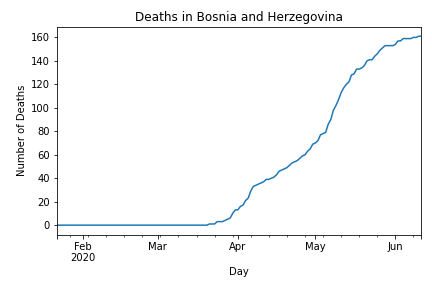 Deaths in Bosnia and Herzegovina
160
140
120
100
80
60
40
20
0
Number of Deaths
Feb
2020
Mar
Apr
May
Jun
Day